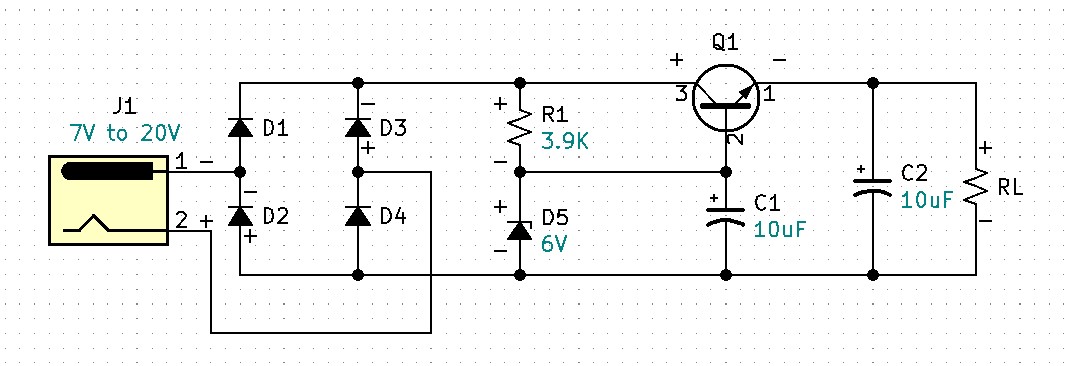 Q1
+ −
3 1
2
J1
7V to 20V
1 −
2 +
D1
− D3
+
− D2
+
D4
+ R1
− 3.9K
+ D5
− 6V
+ C1
10uF
+ C2
10uF
+
RL
−